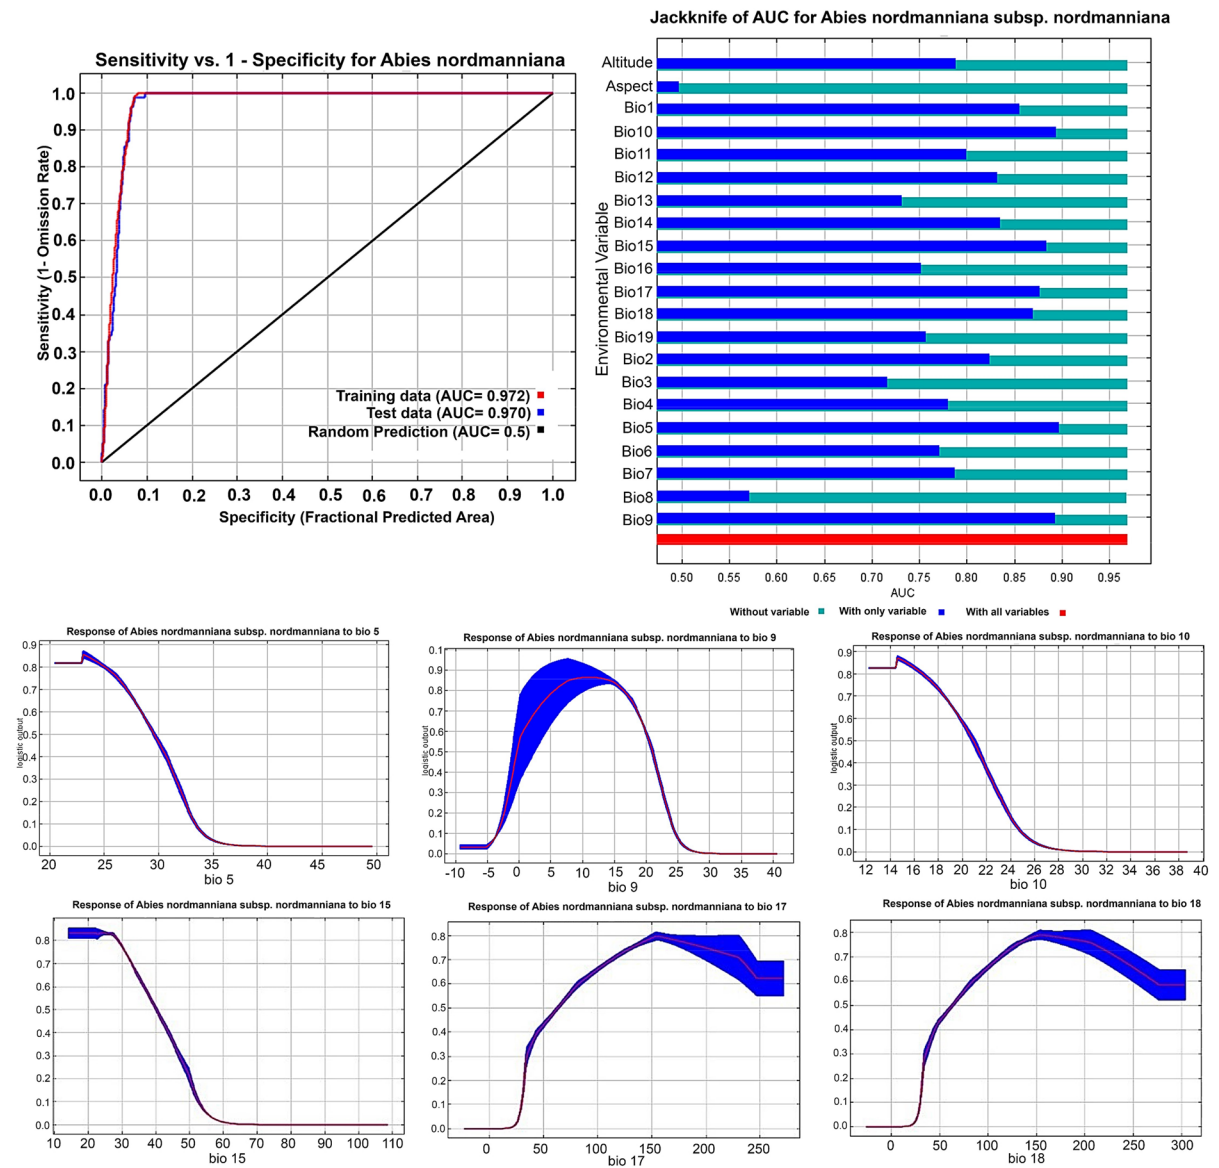 Jackknife of AUC for Abies nordmanniana subsp. nordmanniana
Sensitivity vs. 1 - Specificity for Abies nordmanniana
Sensitivity (1- Omission Rate)
1.0
0.9
0.8
0.7
0.6
0.5
0.4
0.3
0.2
0.1
0.0
Training data (AUC= 0.972)
Test data (AUC= 0.970)
Random Prediction (AUC= 0.5)
0.0 0.1 0.2 0.3 0.4 0.5 0.6 0.7 0.8 0.9 1.0
Specificity (Fractional Predicted Area)
Environmental Variable
Altitude
Aspect
Bio1
Bio10
Bio11
Bio12
Bio13
Bio14
Bio15
Bio16
Bio17
Bio18
Bio19
Bio2
Bio3
Bio4
Bio5
Bio6
Bio7
Bio8
Bio9
0.50 0.55 0.60 0.65 0.70 0.75 0.80 0.85 0.90 0.95
AUC
Without variable With only variable With all variables
Response of Abies nordmanniana subsp. nordmanniana to bio 5
logistic output
0.9
0.8
0.7
0.6
0.5
0.4
0.3
0.2
0.1
0.0
20 25 30 35 40 45 50
bio 5
Response of Abies nordmanniana subsp. nordmanniana to bio 9
logistic output
0.1
0.9
0.8
0.7
0.6
0.5
0.4
0.3
0.2
0.1
0.0
-10 -5 0 5 10 15 20 25 30 35 40
bio 9
Response of Abies nordmanniana subsp. nordmanniana to bio 10
logistic output
0.9
0.8
0.7
0.6
0.5
0.4
0.3
0.2
0.1
0.0
12 14 16 18 20 22 24 26 28 30 32 34 36 38 40
bio 10
Response of Abies nordmanniana subsp. nordmanniana to bio 15
0.8
0.7
0.6
0.5
0.4
0.3
0.2
0.1
0.0
10 20 30 40 50 60 70 80 90 100 110
bio 15
Response of Abies nordmanniana subsp. nordmanniana to bio 17
0.8
0.7
0.6
0.5
0.4
0.3
0.2
0.1
0.0
0 50 100 150 200 250
bio 17
Response of Abies nordmanniana subsp. nordmanniana to bio 18
0.8
0.7
0.6
0.5
0.4
0.3
0.2
0.1
0.0
0 50 100 150 200 250 300
bio 18